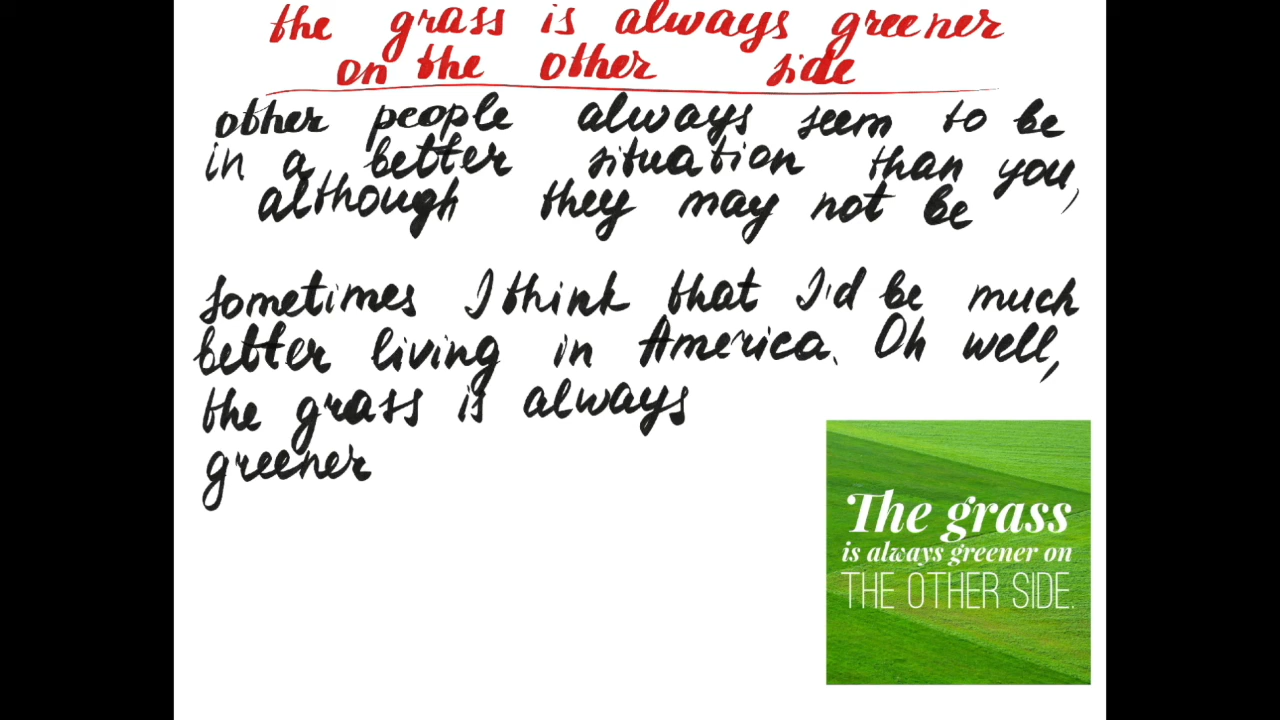 the grass is always greener
on the other side
other people always seem to be
in a better situation than you,
although they may not be
sometimes I think that I'd be much
better living in America. Oh well,
the grass is always
greener
The grass
is always greener on
THE OTHER SIDE.